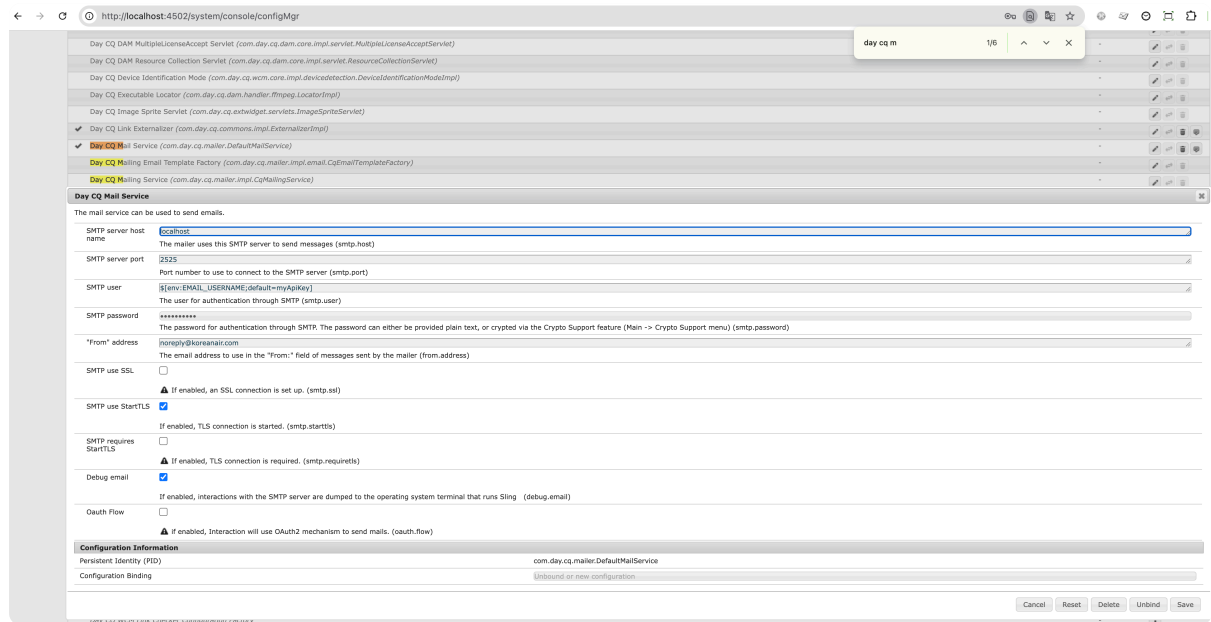 http://localhost:4502/system/console/configMgr
day cq m 1/6
Day CQ DAM MultipleLicenseAccept Servlet (com.day.cq.dam.core.impl.servlet.MultipleLicenseAcceptServlet) -
Day CQ DAM Resource Collection Servlet (com.day.cq.dam.core.impl.servlet.ResourceCollectionServlet) -
Day CQ Device Identification Mode (com.day.cq.wcm.core.impl.devicedetection.DeviceIdentificationModeImpl) -
Day CQ Executable Locator (com.day.cq.dam.handler.ffmpeg.LocatorImpl) -
Day CQ Image Sprite Servlet (com.day.cq.extwidget.servlets.ImageSpriteServlet) -
Day CQ Link Externalizer (com.day.cq.commons.impl.ExternalizerImpl) -
Day CQ Mail Service (com.day.cq.mailer.DefaultMailService) -
Day CQ Mailing Email Template Factory (com.day.cq.mailer.impl.email.CqEmailTemplateFactory) -
Day CQ Mailing Service (com.day.cq.mailer.impl.CqMailingService) -
Day CQ Mail Service
The mail service can be used to send emails.
SMTP server host name localhost
The mailer uses this SMTP server to send messages (smtp.host)
SMTP server port 2525
Port number to use to connect to the SMTP server (smtp.port)
SMTP user $[env:EMAIL_USERNAME;default=myApiKey]
The user for authentication through SMTP (smtp.user)
SMTP password ••••••••••
The password for authentication through SMTP. The password can either be provided plain text, or crypted via the Crypto Support feature (Main -> Crypto Support menu) (smtp.password)
"From" address noreply@koreanair.com
The email address to use in the "From:" field of messages sent by the mailer (from.address)
SMTP use SSL
If enabled, an SSL connection is set up. (smtp.ssl)
SMTP use StartTLS
If enabled, TLS connection is started. (smtp.starttls)
SMTP requires StartTLS
If enabled, TLS connection is required. (smtp.requiretls)
Debug email
If enabled, interactions with the SMTP server are dumped to the operating system terminal that runs Sling (debug.email)
Oauth Flow
if enabled, Interaction will use OAuth2 mechanism to send mails. (oauth.flow)
Configuration Information
Persistent Identity (PID) com.day.cq.mailer.DefaultMailService
Configuration Binding Unbound or new configuration
Cancel Reset Delete Unbind Save